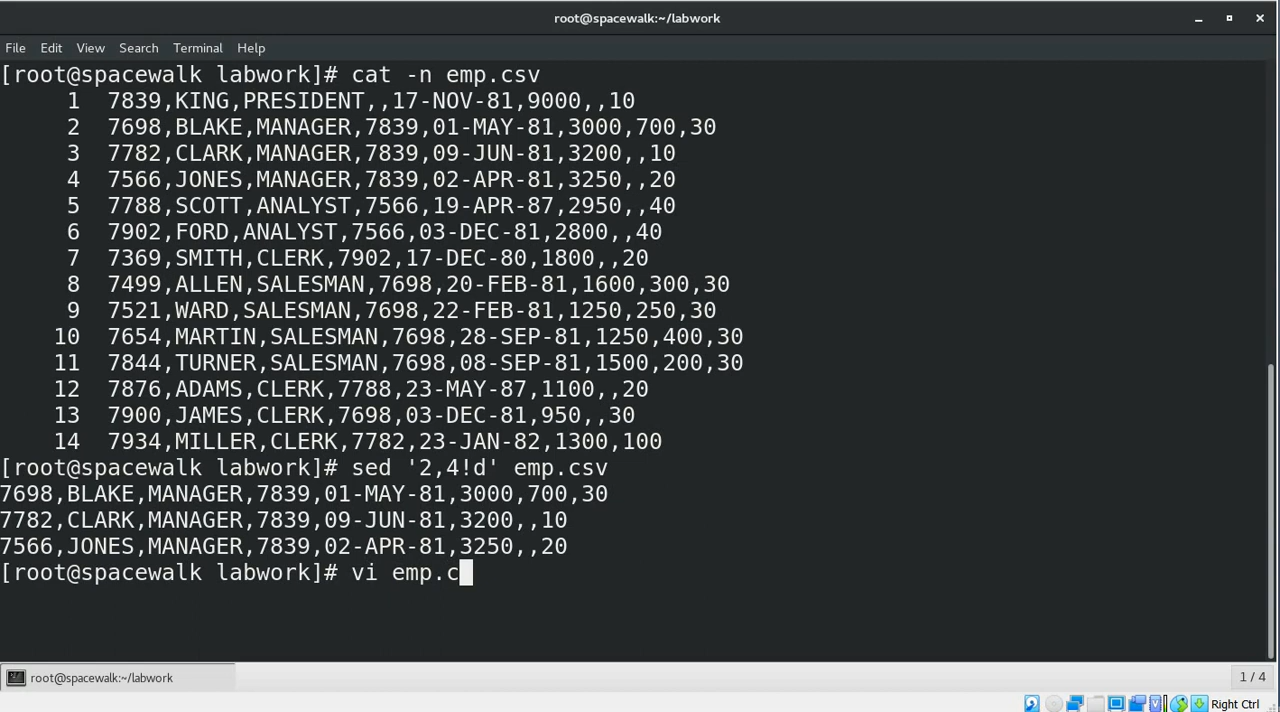 root@spacewalk:~/labwork
File Edit View Search Terminal Help
[root@spacewalk labwork]# cat -n emp.csv
1 7839,KING,PRESIDENT,,17-NOV-81,9000,,10
2 7698,BLAKE,MANAGER,7839,01-MAY-81,3000,700,30
3 7782,CLARK,MANAGER,7839,09-JUN-81,3200,,10
4 7566,JONES,MANAGER,7839,02-APR-81,3250,,20
5 7788,SCOTT,ANALYST,7566,19-APR-87,2950,,40
6 7902,FORD,ANALYST,7566,03-DEC-81,2800,,40
7 7369,SMITH,CLERK,7902,17-DEC-80,1800,,20
8 7499,ALLEN,SALESMAN,7698,20-FEB-81,1600,300,30
9 7521,WARD,SALESMAN,7698,22-FEB-81,1250,250,30
10 7654,MARTIN,SALESMAN,7698,28-SEP-81,1250,400,30
11 7844,TURNER,SALESMAN,7698,08-SEP-81,1500,200,30
12 7876,ADAMS,CLERK,7788,23-MAY-87,1100,,20
13 7900,JAMES,CLERK,7698,03-DEC-81,950,,30
14 7934,MILLER,CLERK,7782,23-JAN-82,1300,100
[root@spacewalk labwork]# sed '2,4!d' emp.csv
7698,BLAKE,MANAGER,7839,01-MAY-81,3000,700,30
7782,CLARK,MANAGER,7839,09-JUN-81,3200,,10
7566,JONES,MANAGER,7839,02-APR-81,3250,,20
[root@spacewalk labwork]# vi emp.c
root@spacewalk:~/labwork
1 / 4
Right Ctrl